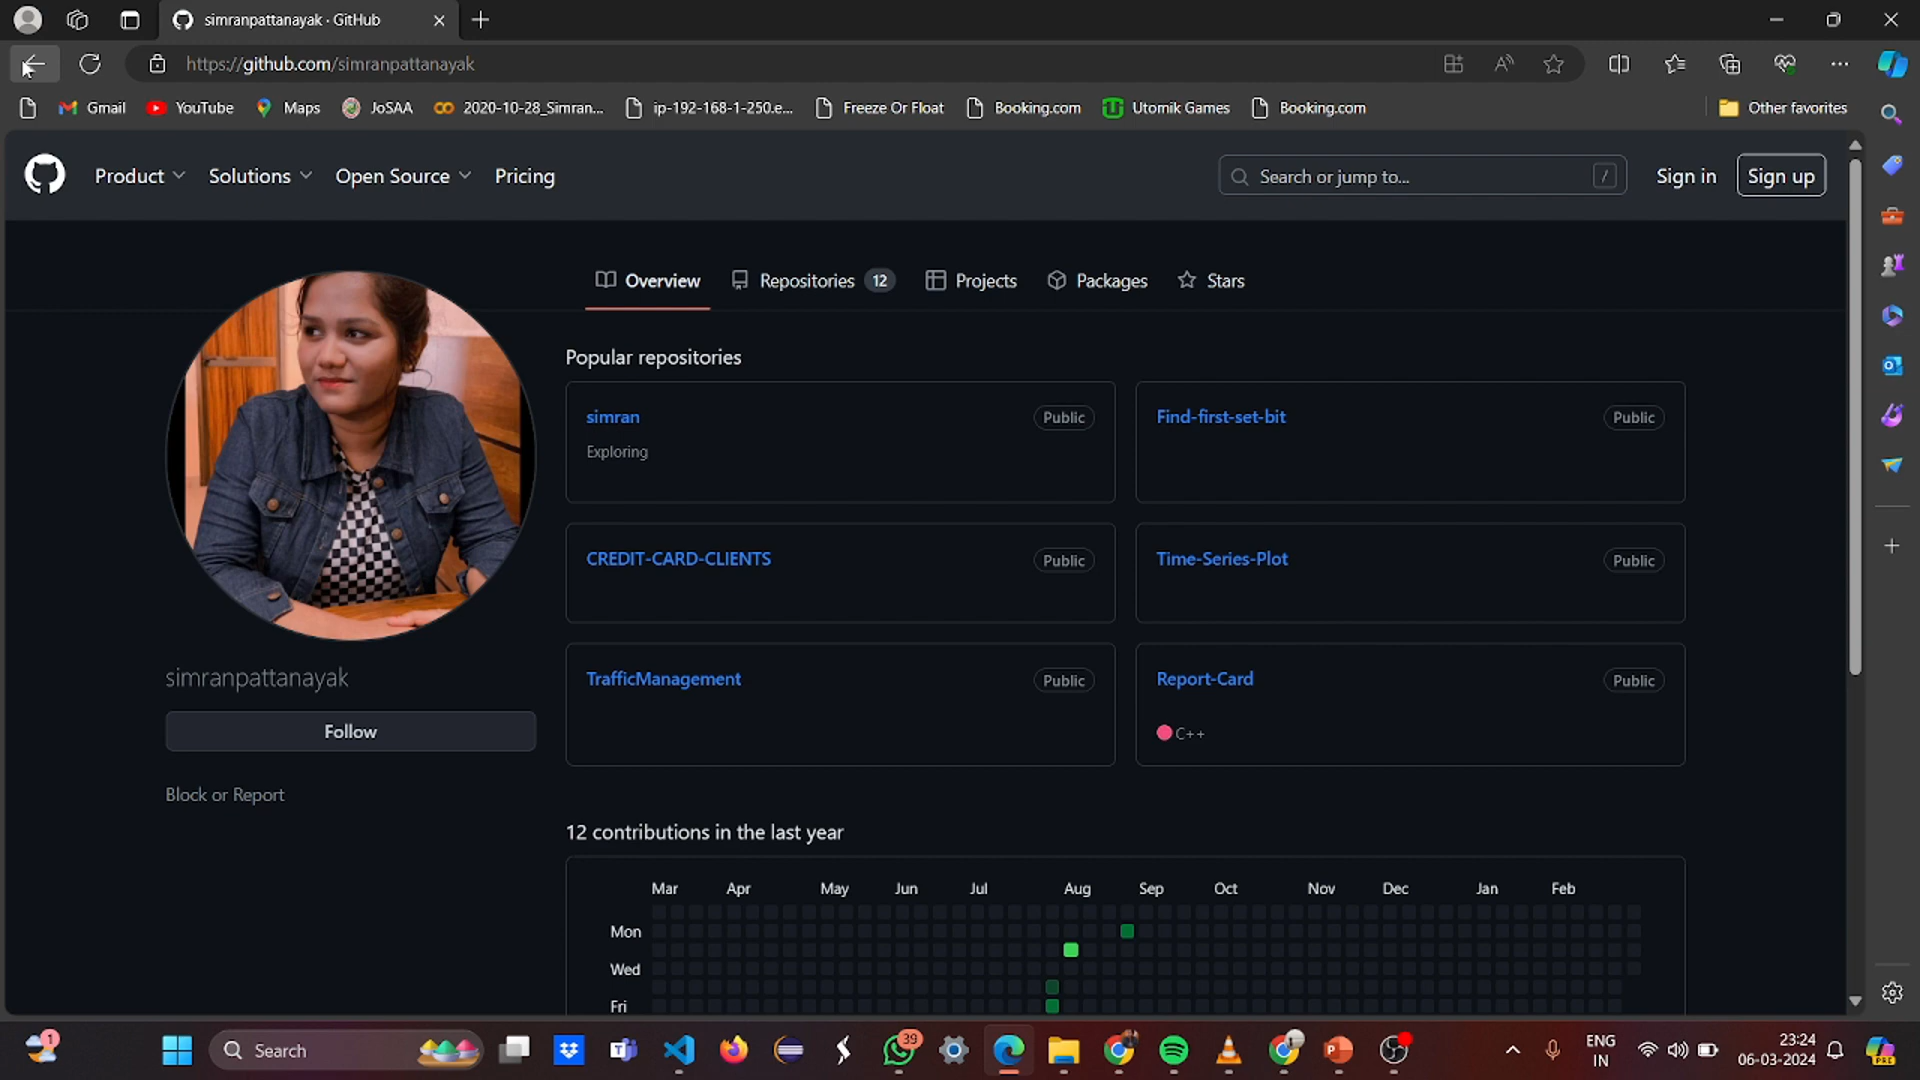 simranpattanayak · GitHub
https://github.com/simranpattanayak
Gmail YouTube Maps JoSAA 2020-10-28_Simran... ip-192-168-1-250.e... Freeze Or Float Booking.com Utomik Games Booking.com Other favorites
Product Solutions Open Source Pricing Search or jump to... / Sign in Sign up
Overview Repositories 12 Projects Packages Stars
Popular repositories
simran Public
Exploring
Find-first-set-bit Public
CREDIT-CARD-CLIENTS Public
Time-Series-Plot Public
TrafficManagement Public
Report-Card Public
C++
simranpattanayak
Follow
Block or Report
12 contributions in the last year
Mar Apr May Jun Jul Aug Sep Oct Nov Dec Jan Feb
Mon
Wed
Fri
1 Search 39 ENG 23:24
IN 06-03-2024